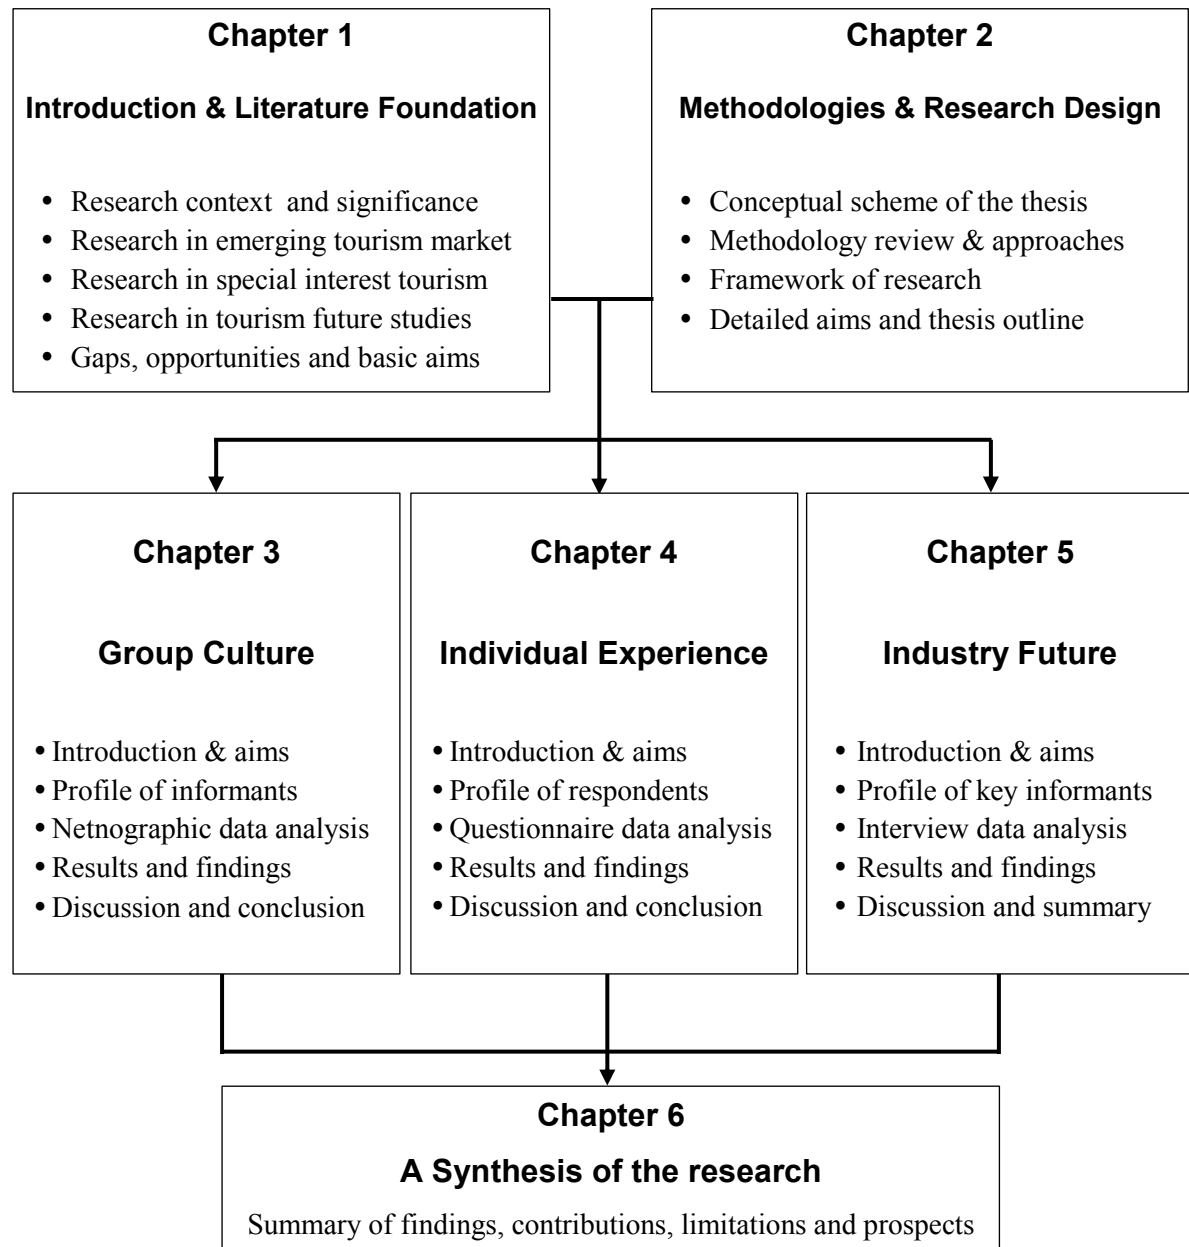 Chapter 1
Introduction & Literature Foundation
• Research context and significance
• Research in emerging tourism market
• Research in special interest tourism
• Research in tourism future studies
• Gaps, opportunities and basic aims
Chapter 2
Methodologies & Research Design
• Conceptual scheme of the thesis
• Methodology review & approaches
• Framework of research
• Detailed aims and thesis outline
Chapter 3
Group Culture
• Introduction & aims
• Profile of informants
• Netnographic data analysis
• Results and findings
• Discussion and conclusion
Chapter 4
Individual Experience
• Introduction & aims
• Profile of respondents
• Questionnaire data analysis
• Results and findings
• Discussion and conclusion
Chapter 5
Industry Future
• Introduction & aims
• Profile of key informants
• Interview data analysis
• Results and findings
• Discussion and summary
Chapter 6
A Synthesis of the research
Summary of findings, contributions, limitations and prospects